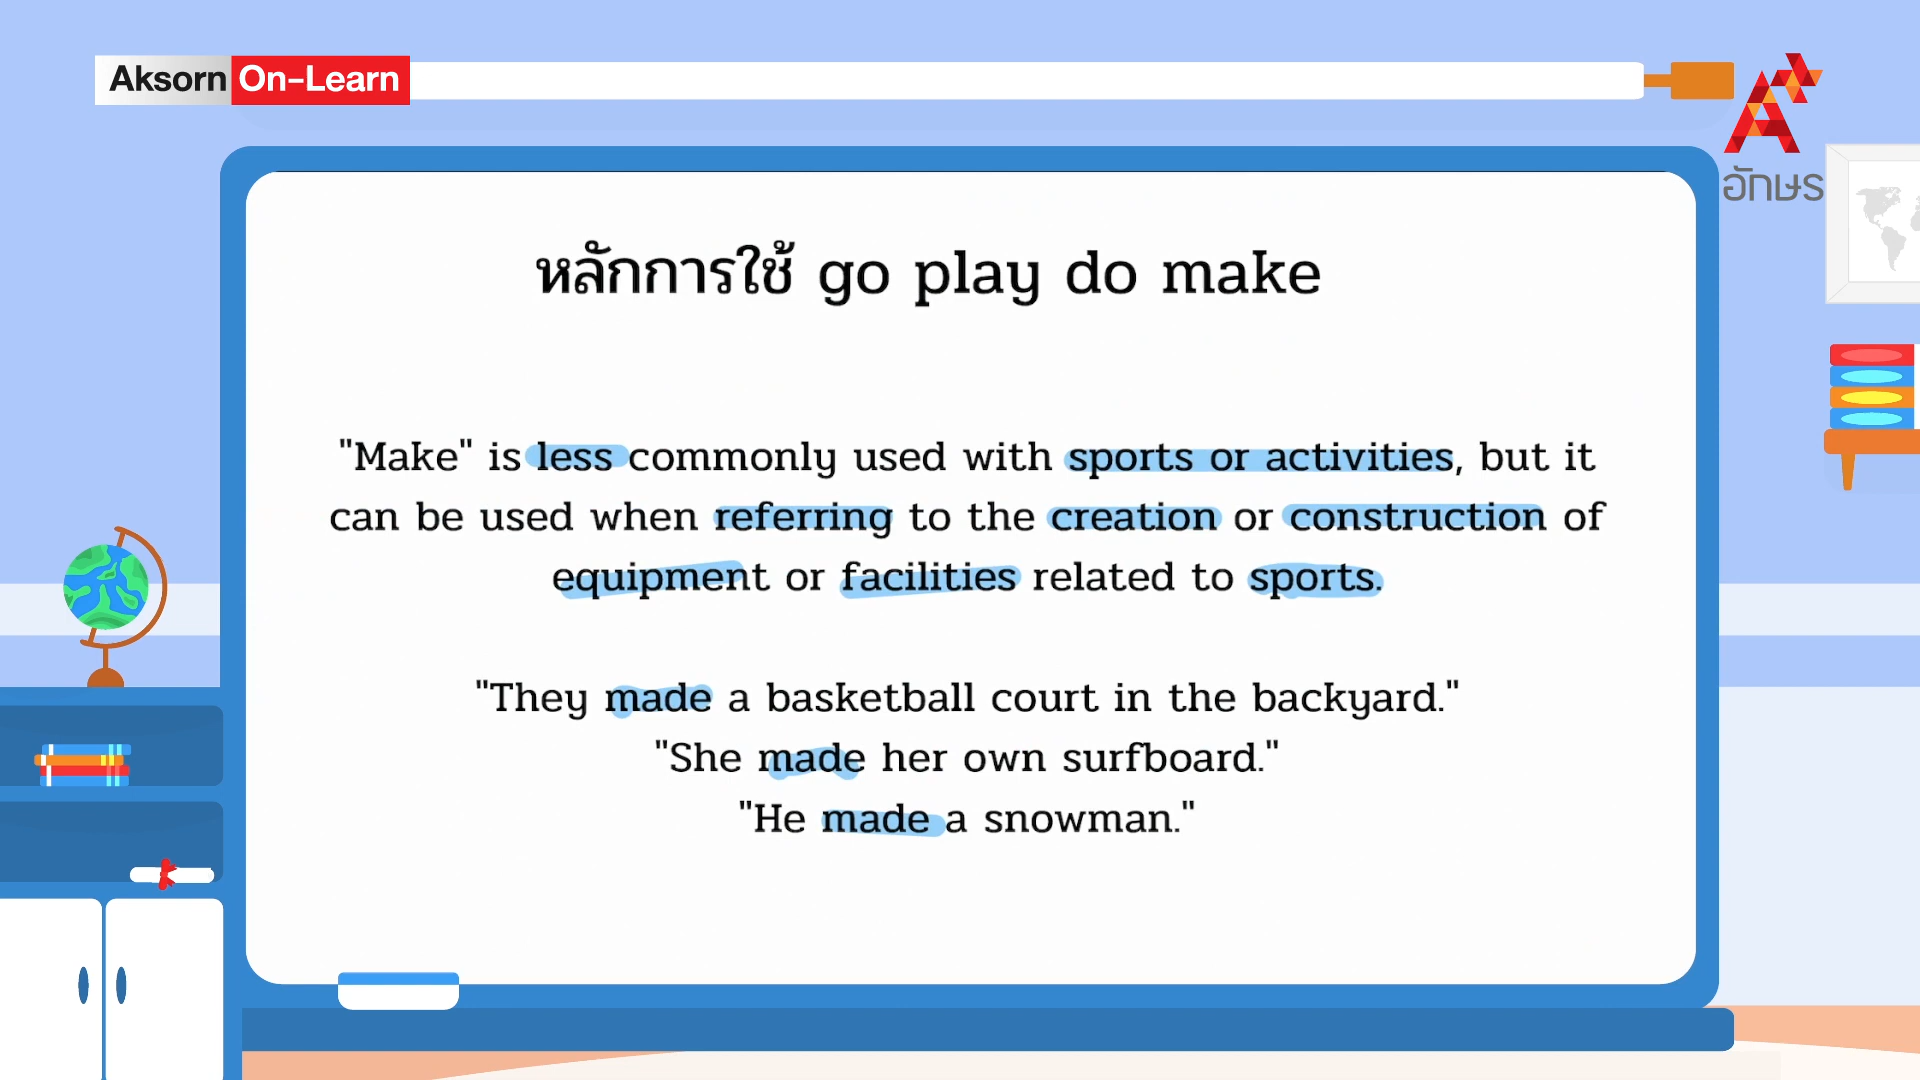 Aksorn On-Learn
อักษร
หลักการใช้ go play do make
"Make" is less commonly used with sports or activities, but it
can be used when referring to the creation or construction of
equipment or facilities related to sports.
"They made a basketball court in the backyard."
"She made her own surfboard."
"He made a snowman."